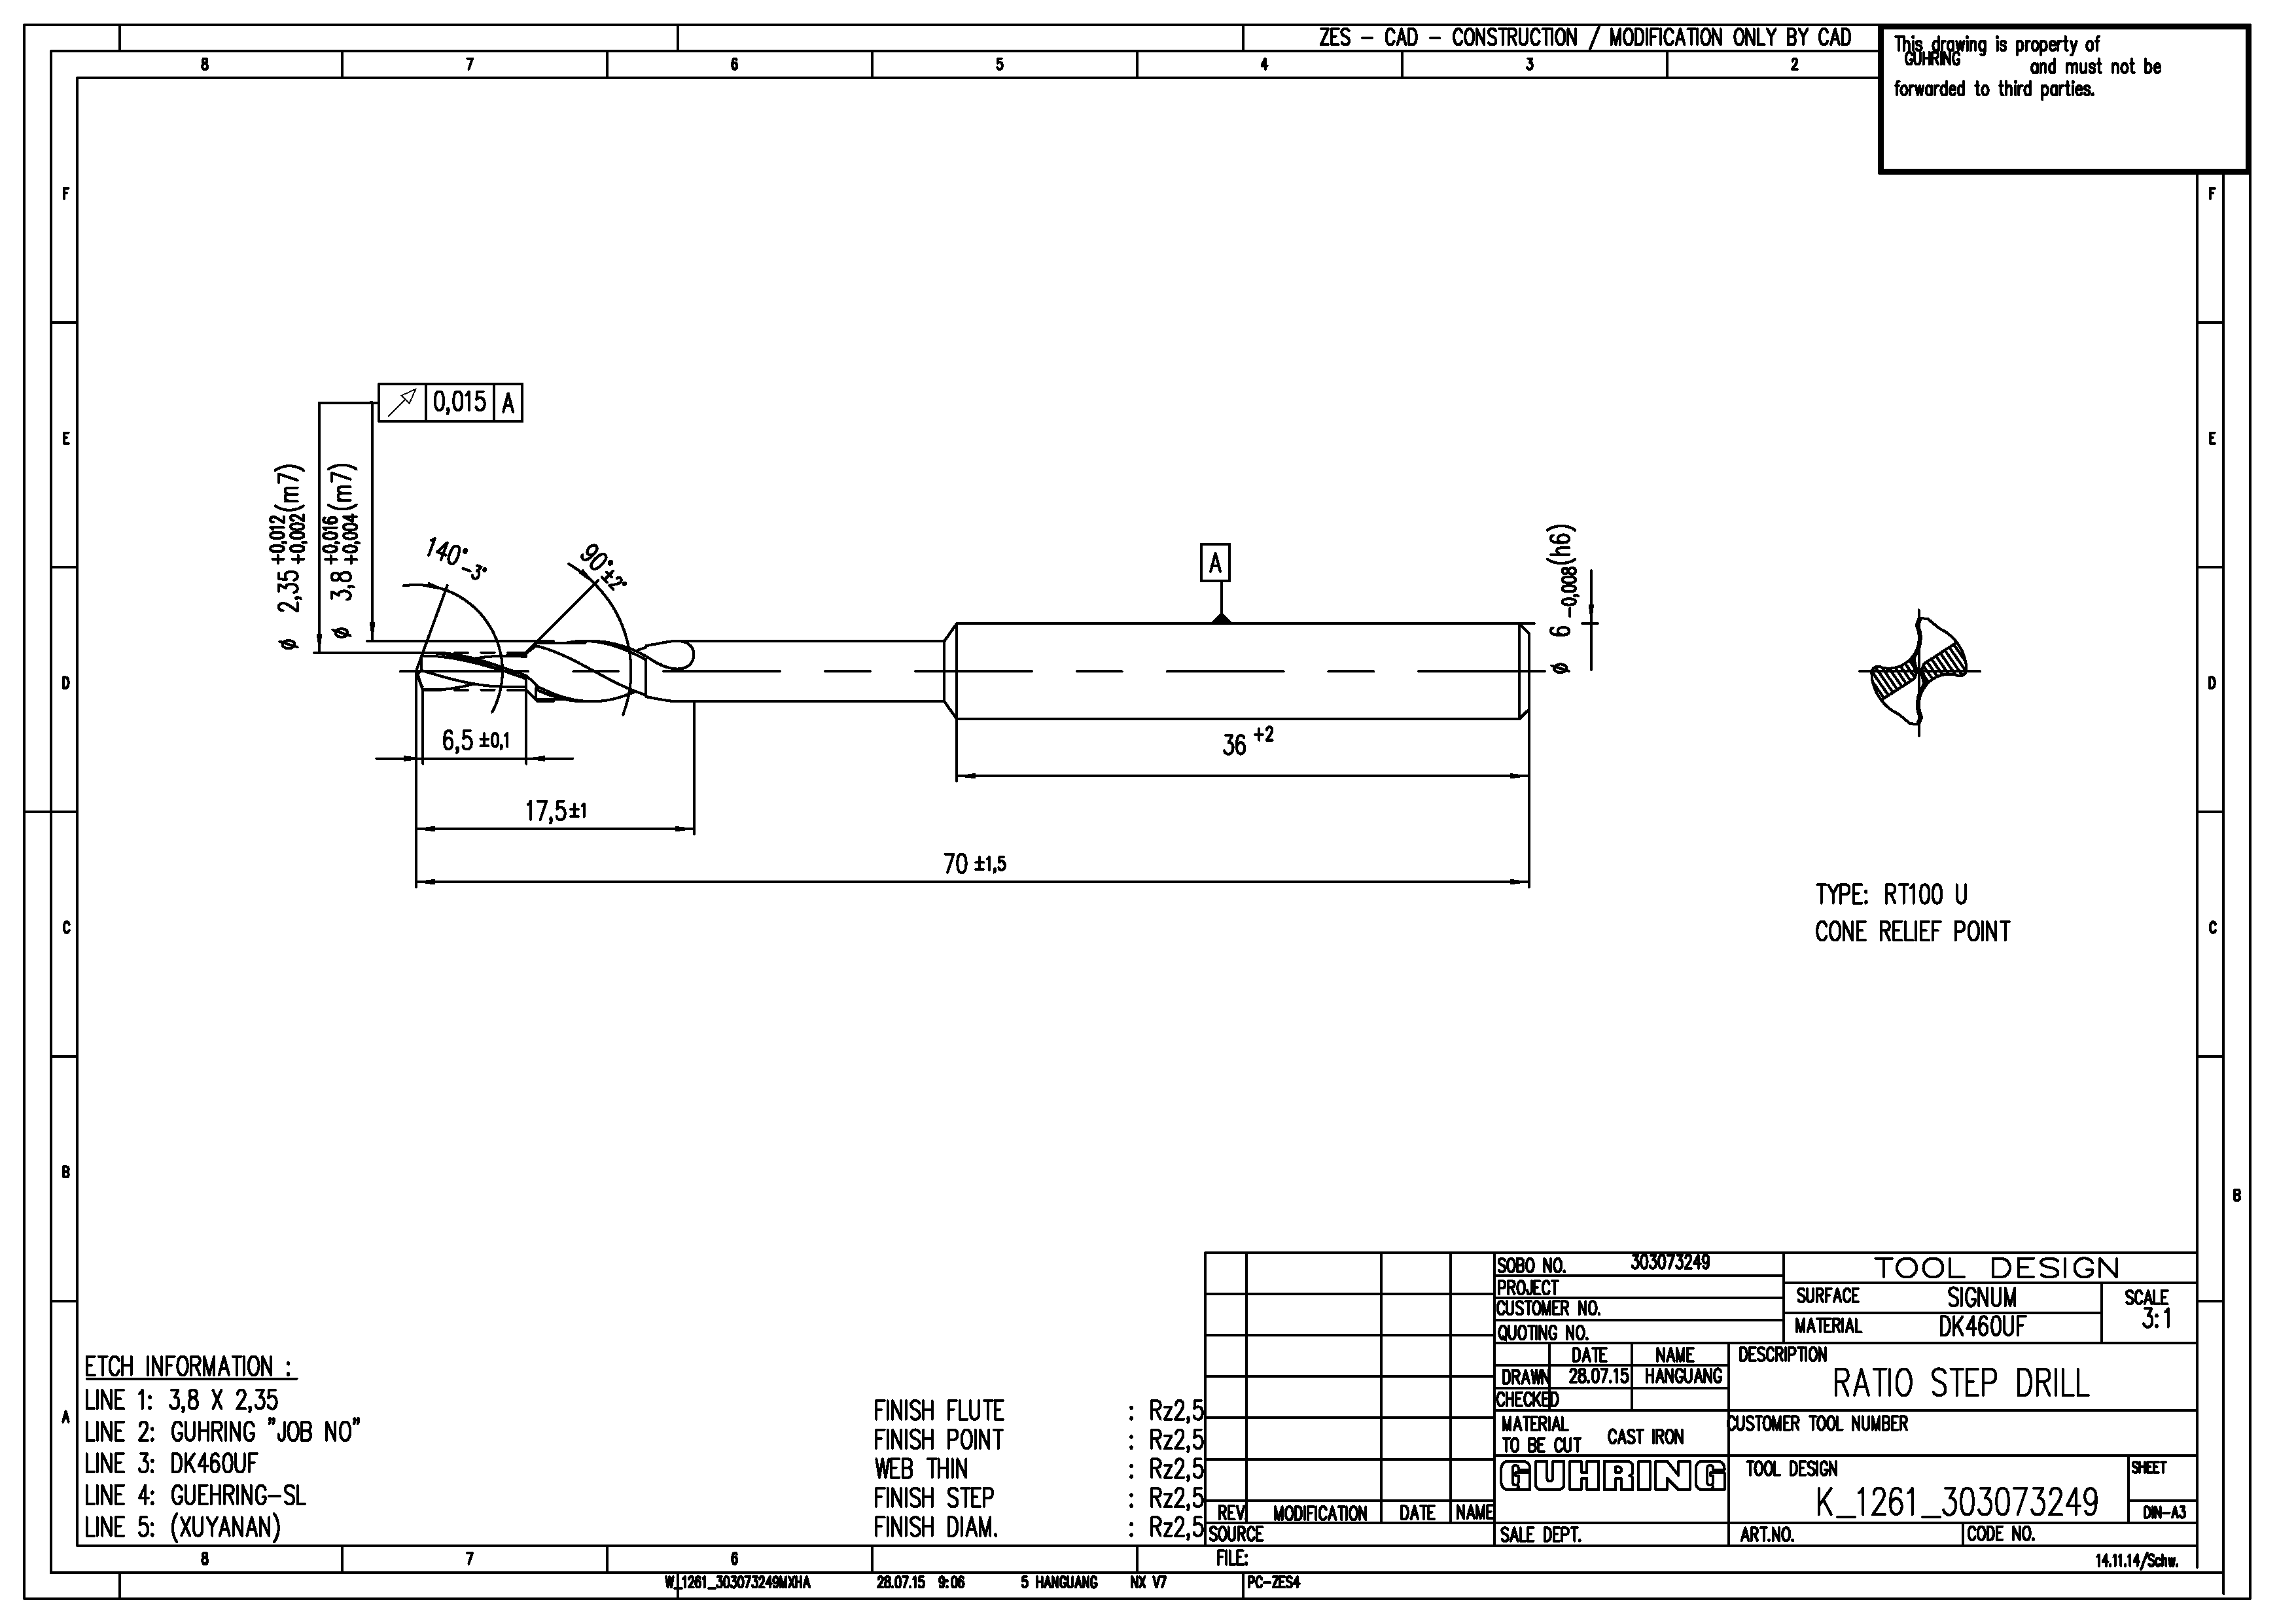 ZES - CAD - CONSTRUCTION / MODIFICATION ONLY BY CAD
This drawing is property of
GUHRING
and must not be
forwarded to third parties.
8 7 6 5 4 3 2
F F
E E
D D
C C
B B
A
0,015 A
ø 2,35 +0,012 +0,002 (m7)
ø 3,8 +0,016 +0,004 (m7)
140° -3°
90° ±2°
A
ø 6 -0,008 (h6)
6,5 ±0,1
36 +2
17,5 ±1
70 ±1,5
TYPE: RT100 U
CONE RELIEF POINT
ETCH INFORMATION :
LINE 1: 3,8 X 2,35
LINE 2: GUHRING "JOB NO"
LINE 3: DK460UF
LINE 4: GUEHRING-SL
LINE 5: (XUYANAN)
FINISH FLUTE : Rz2,5
FINISH POINT : Rz2,5
WEB THIN : Rz2,5
FINISH STEP : Rz2,5
FINISH DIAM. : Rz2,5
REV MODIFICATION DATE NAME
SOURCE
FILE:
SOBO NO. 303073249
PROJECT
CUSTOMER NO.
QUOTING NO.
TOOL DESIGN
SURFACE SIGNUM
MATERIAL DK460UF
SCALE
3:1
DATE NAME
DRAWN 28.07.15 HANGUANG
CHECKED
DESCRIPTION
RATIO STEP DRILL
MATERIAL
TO BE CUT CAST IRON
CUSTOMER TOOL NUMBER
GUHRING
TOOL DESIGN
K_1261_303073249
SHEET
DIN-A3
SALE DEPT.
ART.NO.
CODE NO.
8 7 6
14.11.14/Schw.
W_1261_303073249MXHA 28.07.15 9:06 5 HANGUANG NX V7 PC-ZES4